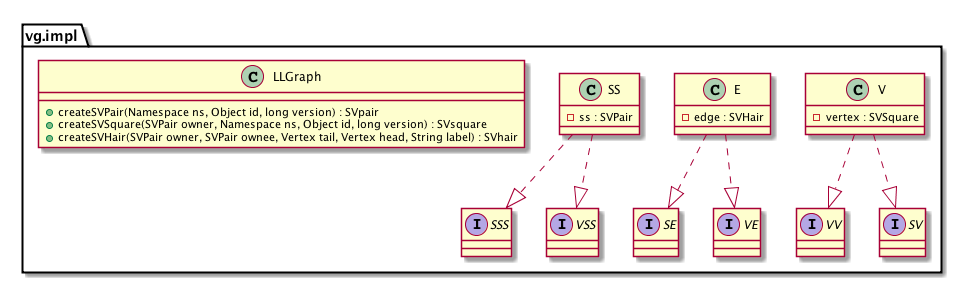 vg.impl
C LLGraph
createSVPair(Namespace ns, Object id, long version) : SVpair
createSVSquare(SVPair owner, Namespace ns, Object id, long version) : SVsquare
createSVHair(SVPair owner, SVPair ownee, Vertex tail, Vertex head, String label) : SVhair
C SS
ss : SVPair
C E
edge : SVHair
C V
vertex : SVSquare
I SSS
I VSS
I SE
I VE
I VV
I SV